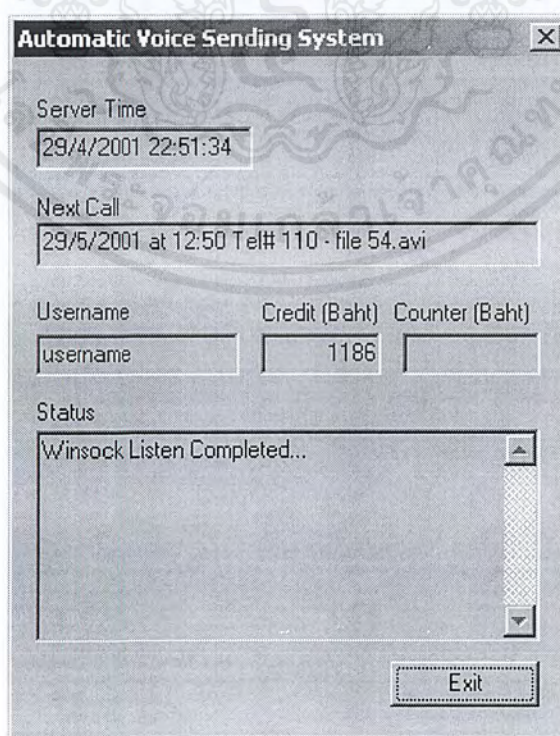 Automatic Voice Sending System
Server Time
29/4/2001 22:51:34
Next Call
29/5/2001 at 12:50 Tel# 110 - file 54.avi
Username Credit (Baht) Counter (Baht)
username 1186
Status
Winsock Listen Completed...
Exit